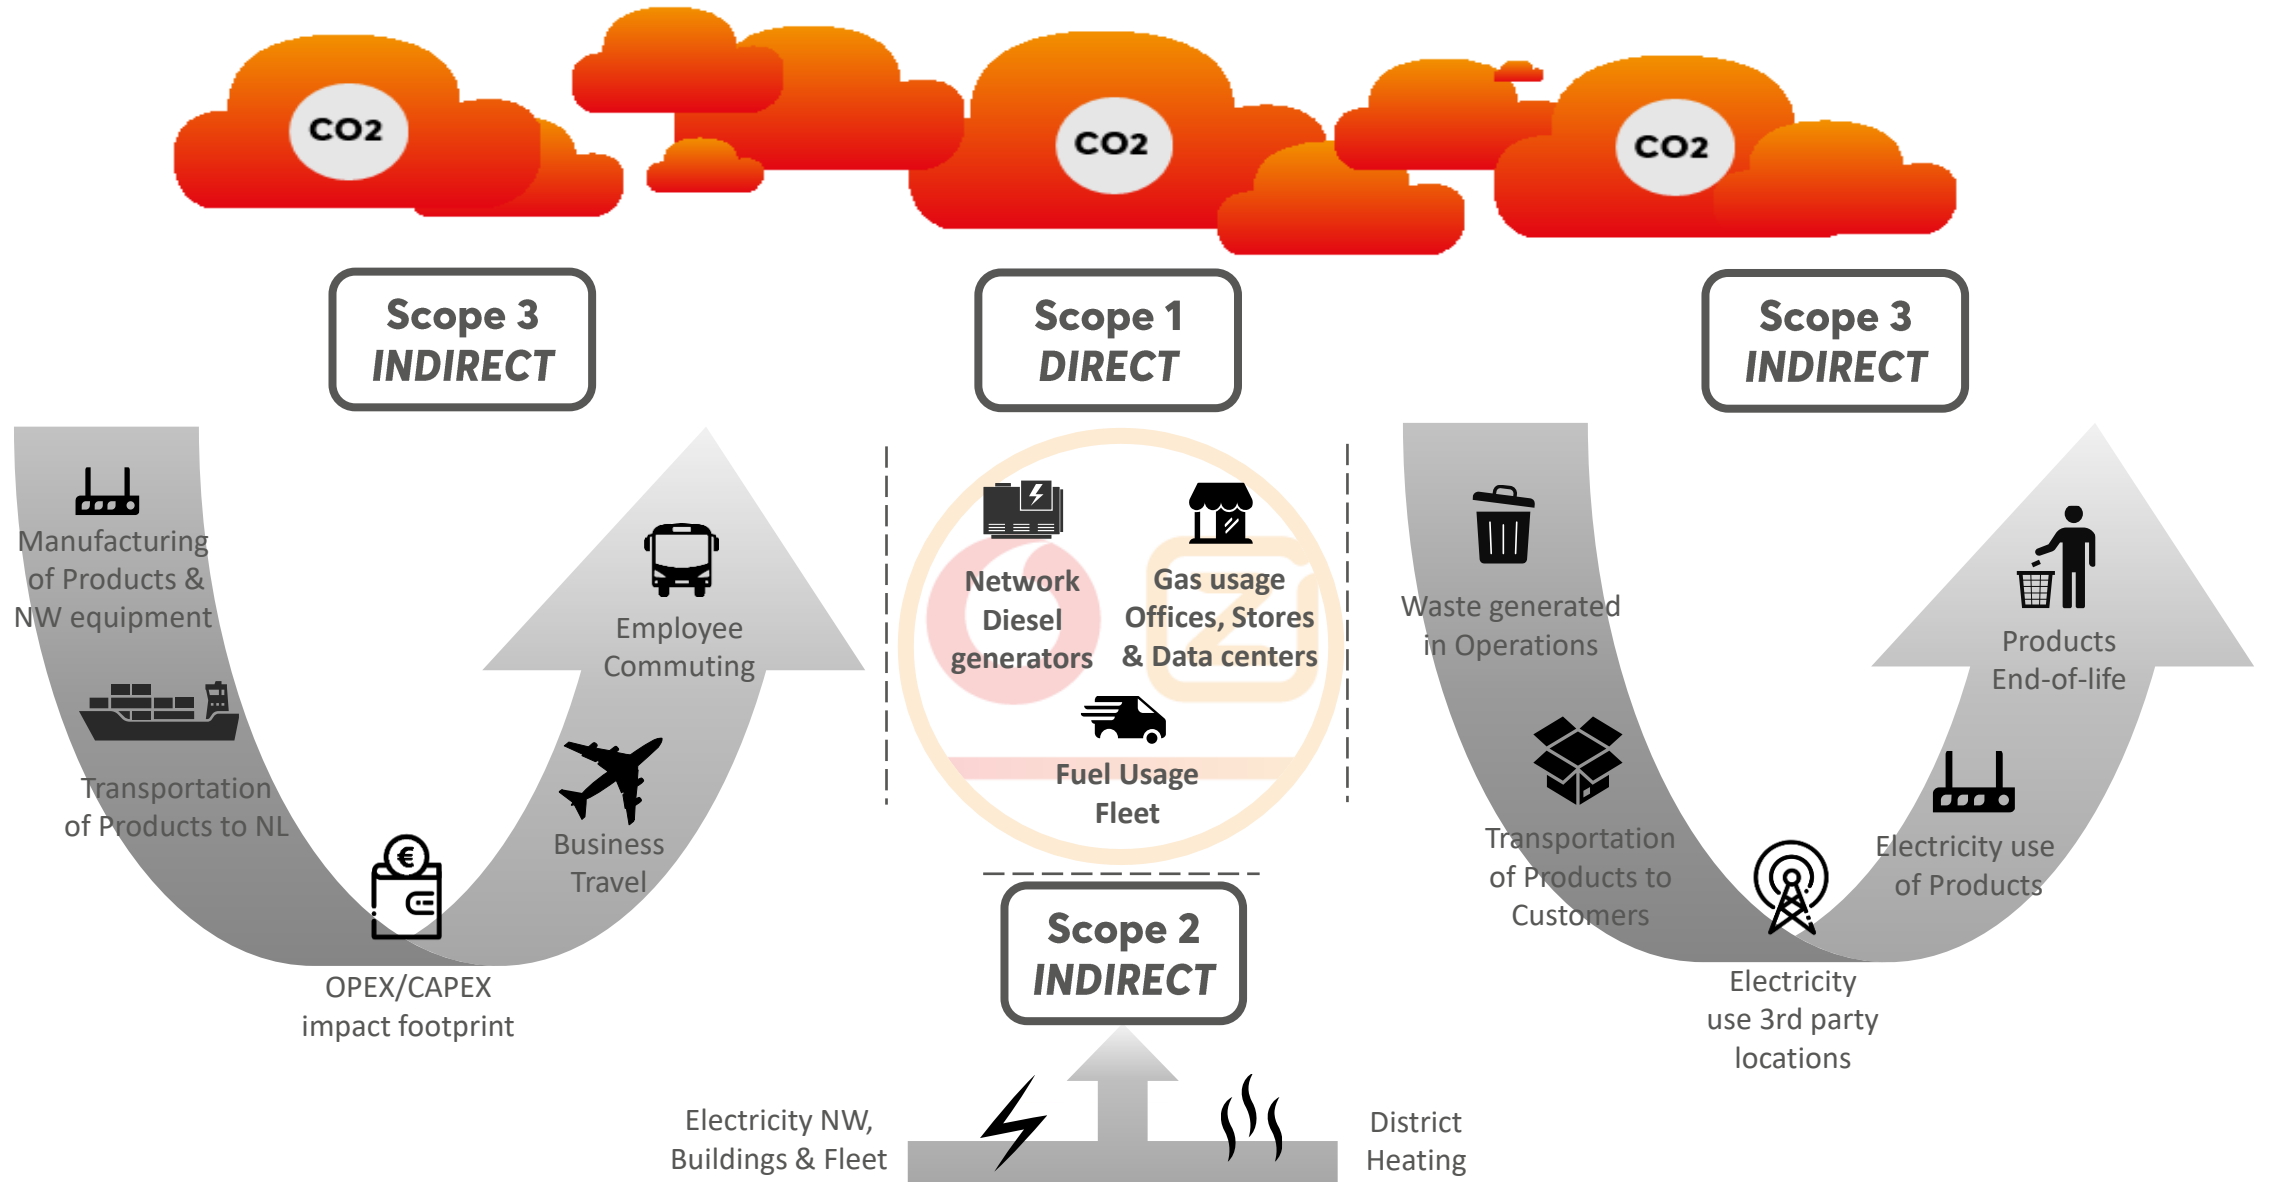 CO2
CO2
CO2
Scope 3
INDIRECT
Scope 1
DIRECT
Scope 3
INDIRECT
Manufacturing
of Products &
NW equipment
Transportation
of Products to NL
OPEX/CAPEX
impact footprint
Business
Travel
Employee
Commuting
Network
Diesel
generators
Gas usage
Offices, Stores
& Data centers
Fuel Usage
Fleet
Scope 2
INDIRECT
Electricity NW,
Buildings & Fleet
District
Heating
Waste generated
in Operations
Transportation
of Products to
Customers
Electricity
use 3rd party
locations
Electricity use
of Products
Products
End-of-life